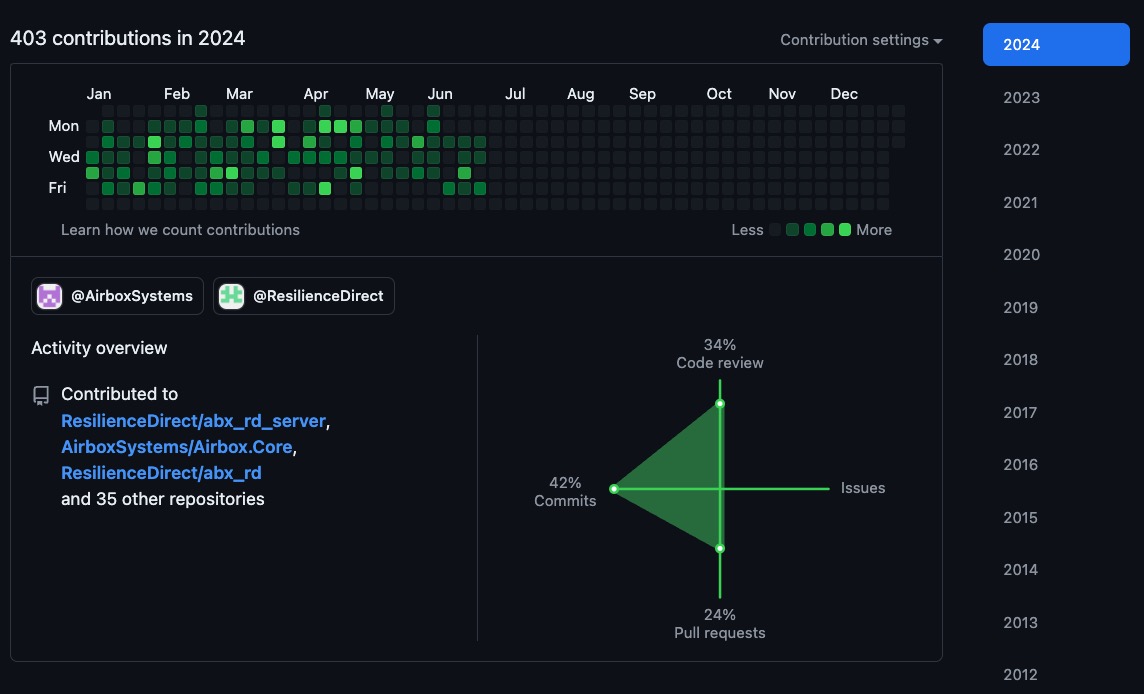 403 contributions in 2024
Contribution settings
Jan Feb Mar Apr May Jun Jul Aug Sep Oct Nov Dec
Mon
Wed
Fri
Learn how we count contributions
Less More
@AirboxSystems @ResilienceDirect
Activity overview
Contributed to
ResilienceDirect/abx_rd_server,
AirboxSystems/Airbox.Core,
ResilienceDirect/abx_rd
and 35 other repositories
34%
Code review
42%
Commits
Issues
24%
Pull requests
2024
2023
2022
2021
2020
2019
2018
2017
2016
2015
2014
2013
2012